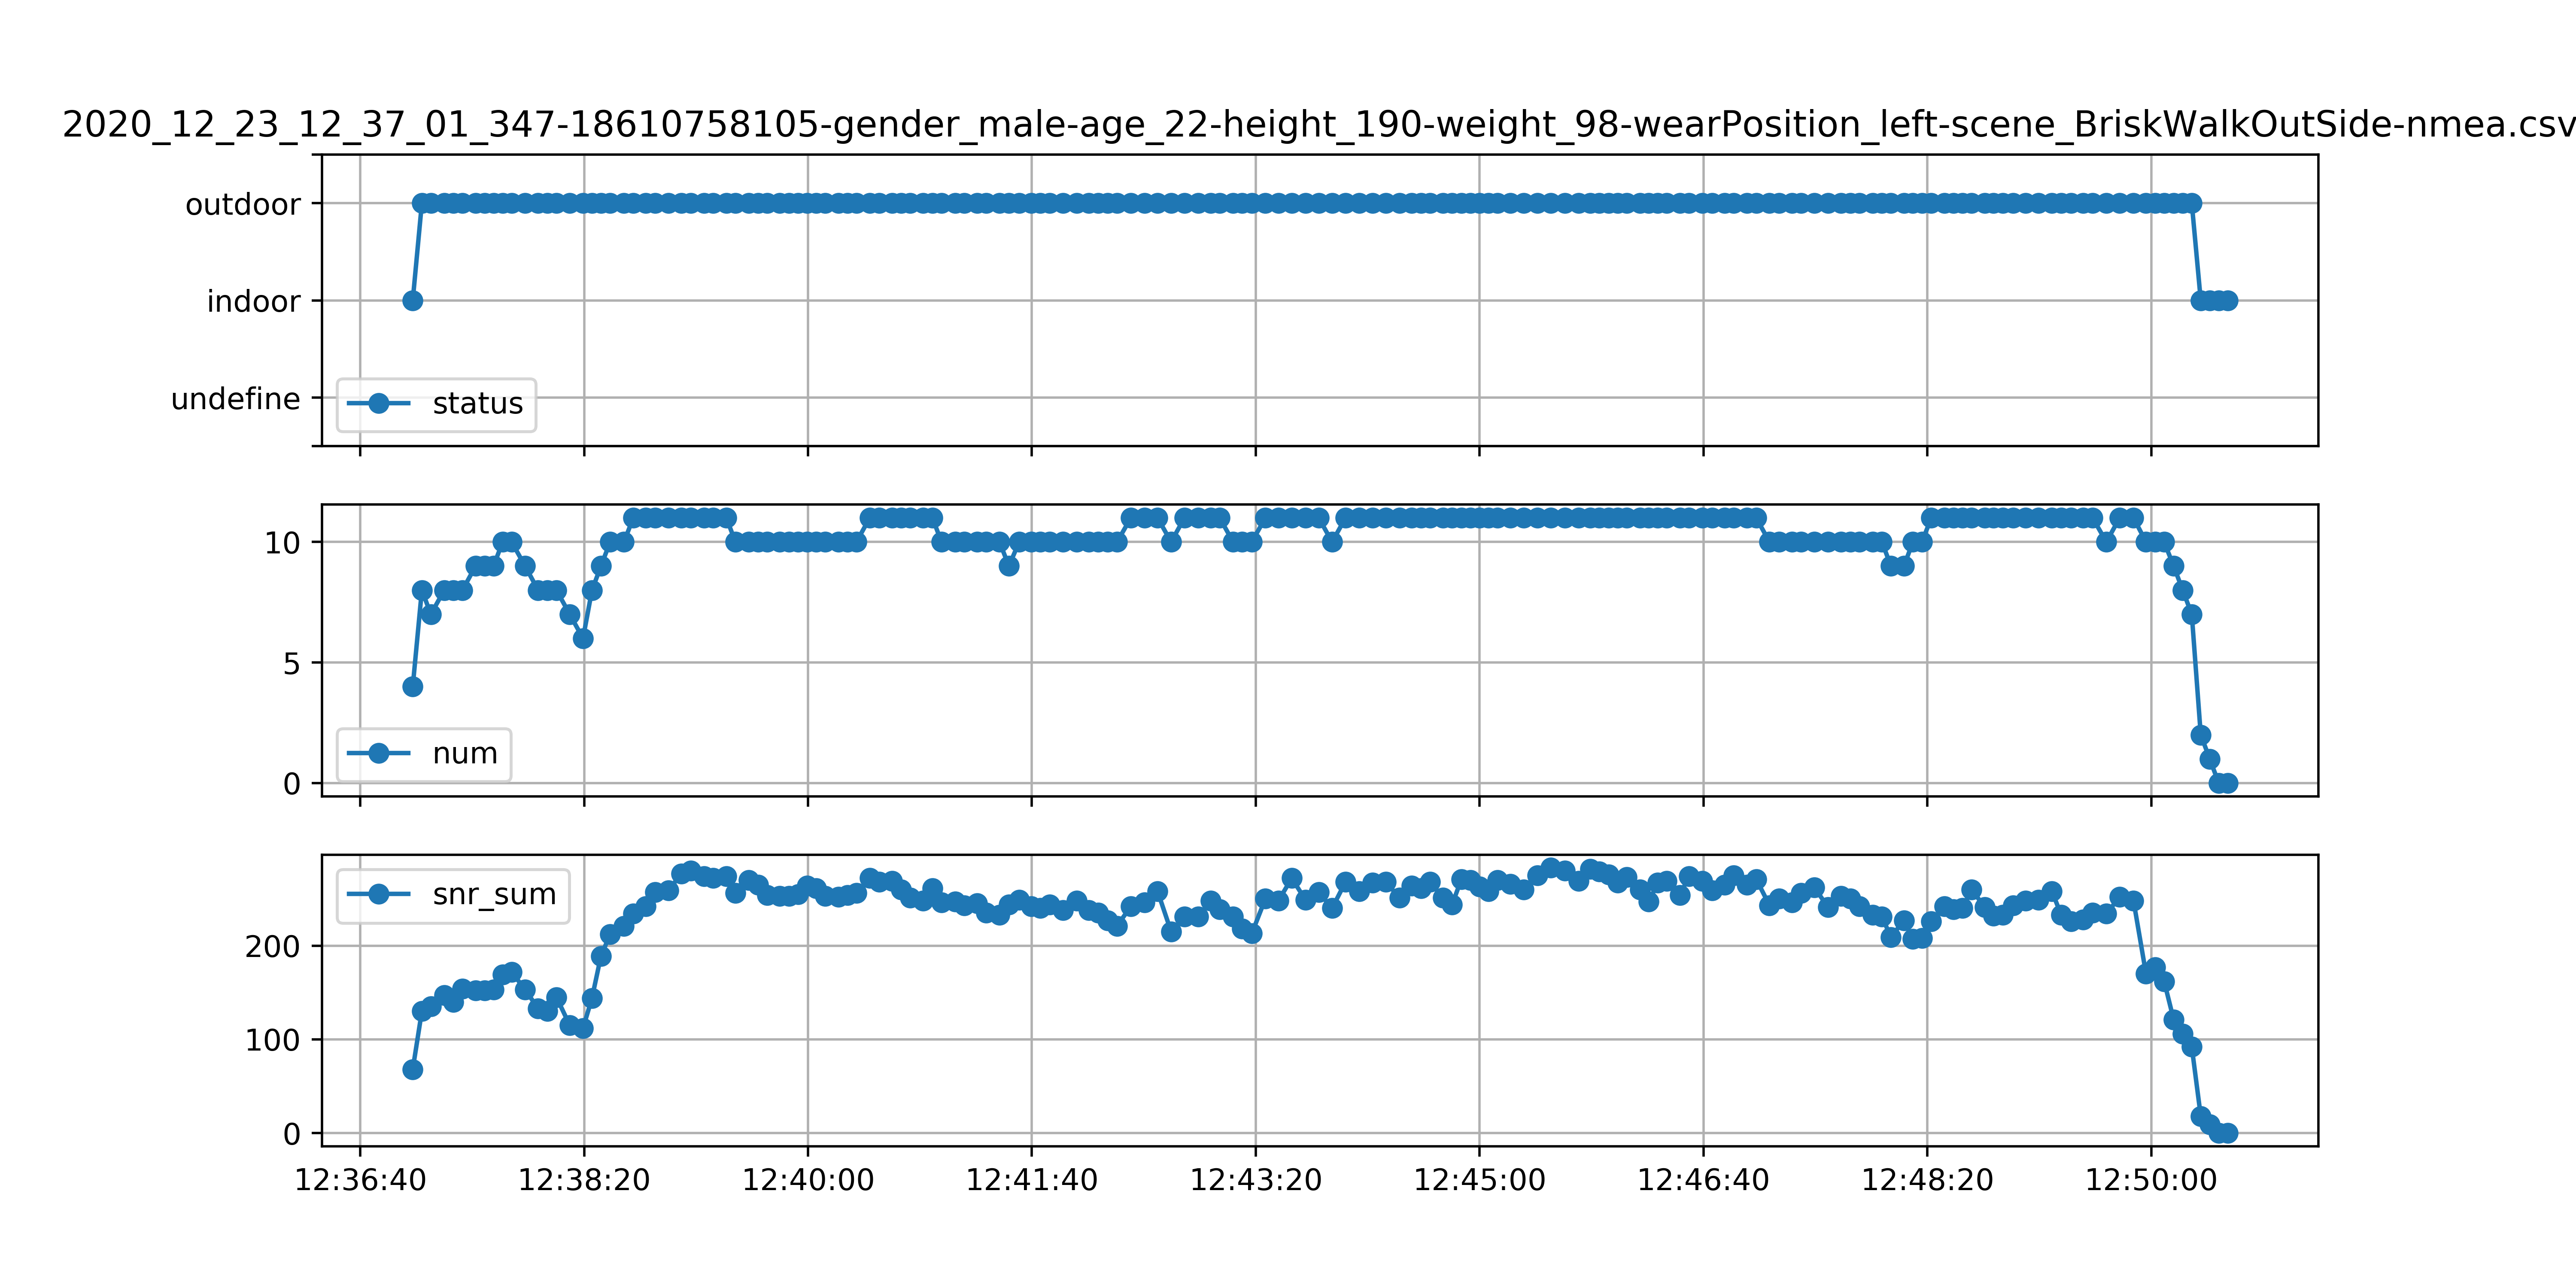 2020_12_23_12_37_01_347-18610758105-gender_male-age_22-height_190-weight_98-wearPosition_left-scene_BriskWalkOutSide-nmea.csv
outdoor
indoor
undefine
status
10
5
0
num
snr_sum
200
100
0
12:36:40 12:38:20 12:40:00 12:41:40 12:43:20 12:45:00 12:46:40 12:48:20 12:50:00